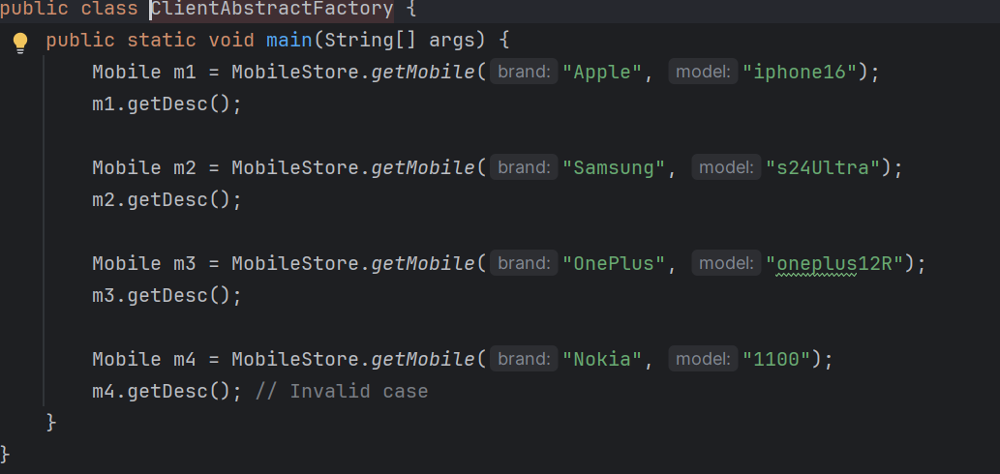 public class ClientAbstractFactory {
public static void main(String[] args) {
Mobile m1 = MobileStore.getMobile( brand: "Apple", model: "iphone16");
m1.getDesc();
Mobile m2 = MobileStore.getMobile( brand: "Samsung", model: "s24Ultra");
m2.getDesc();
Mobile m3 = MobileStore.getMobile( brand: "OnePlus", model: "oneplus12R");
m3.getDesc();
Mobile m4 = MobileStore.getMobile( brand: "Nokia", model: "1100");
m4.getDesc(); // Invalid case
}
}